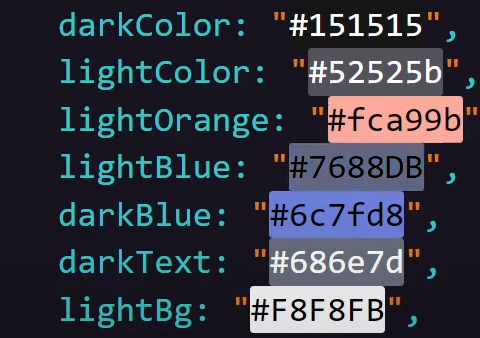 darkColor: "#151515",
lightColor: "#52525b",
lightOrange: "#fca99b"
lightBlue: "#7688DB",
darkBlue: "#6c7fd8",
darkText: "#686e7d",
lightBg: "#F8F8FB",